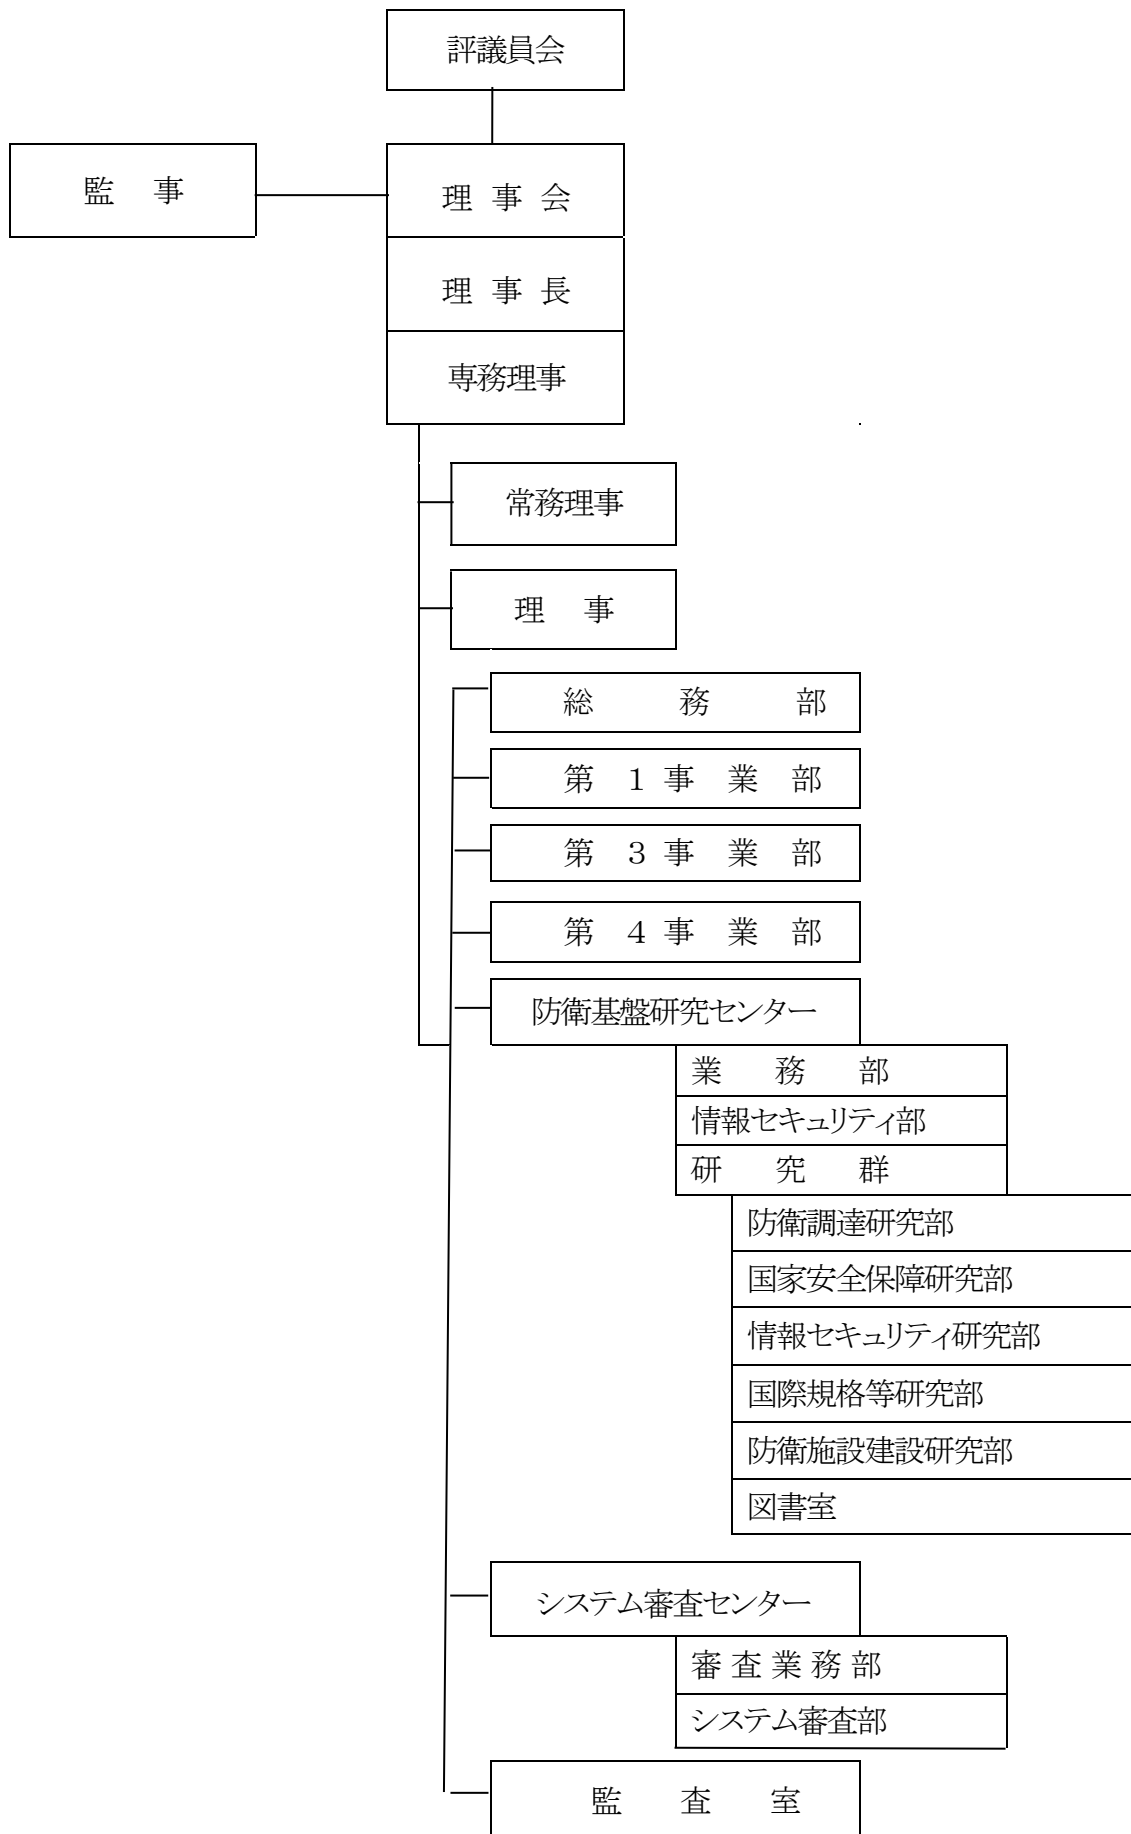 評議員会
監　事
理 事 会
理 事 長
専務理事
常務理事
理　事
総　務　部
第 １ 事 業 部
第 ３ 事 業 部
第 ４ 事 業 部
防衛基盤研究センター
業　務　部
情報セキュリティ部
研　究　群
防衛調達研究部
国家安全保障研究部
情報セキュリティ研究部
国際規格等研究部
防衛施設建設研究部
図書室
システム審査センター
審 査 業 務 部
システム審査部
監　査　室